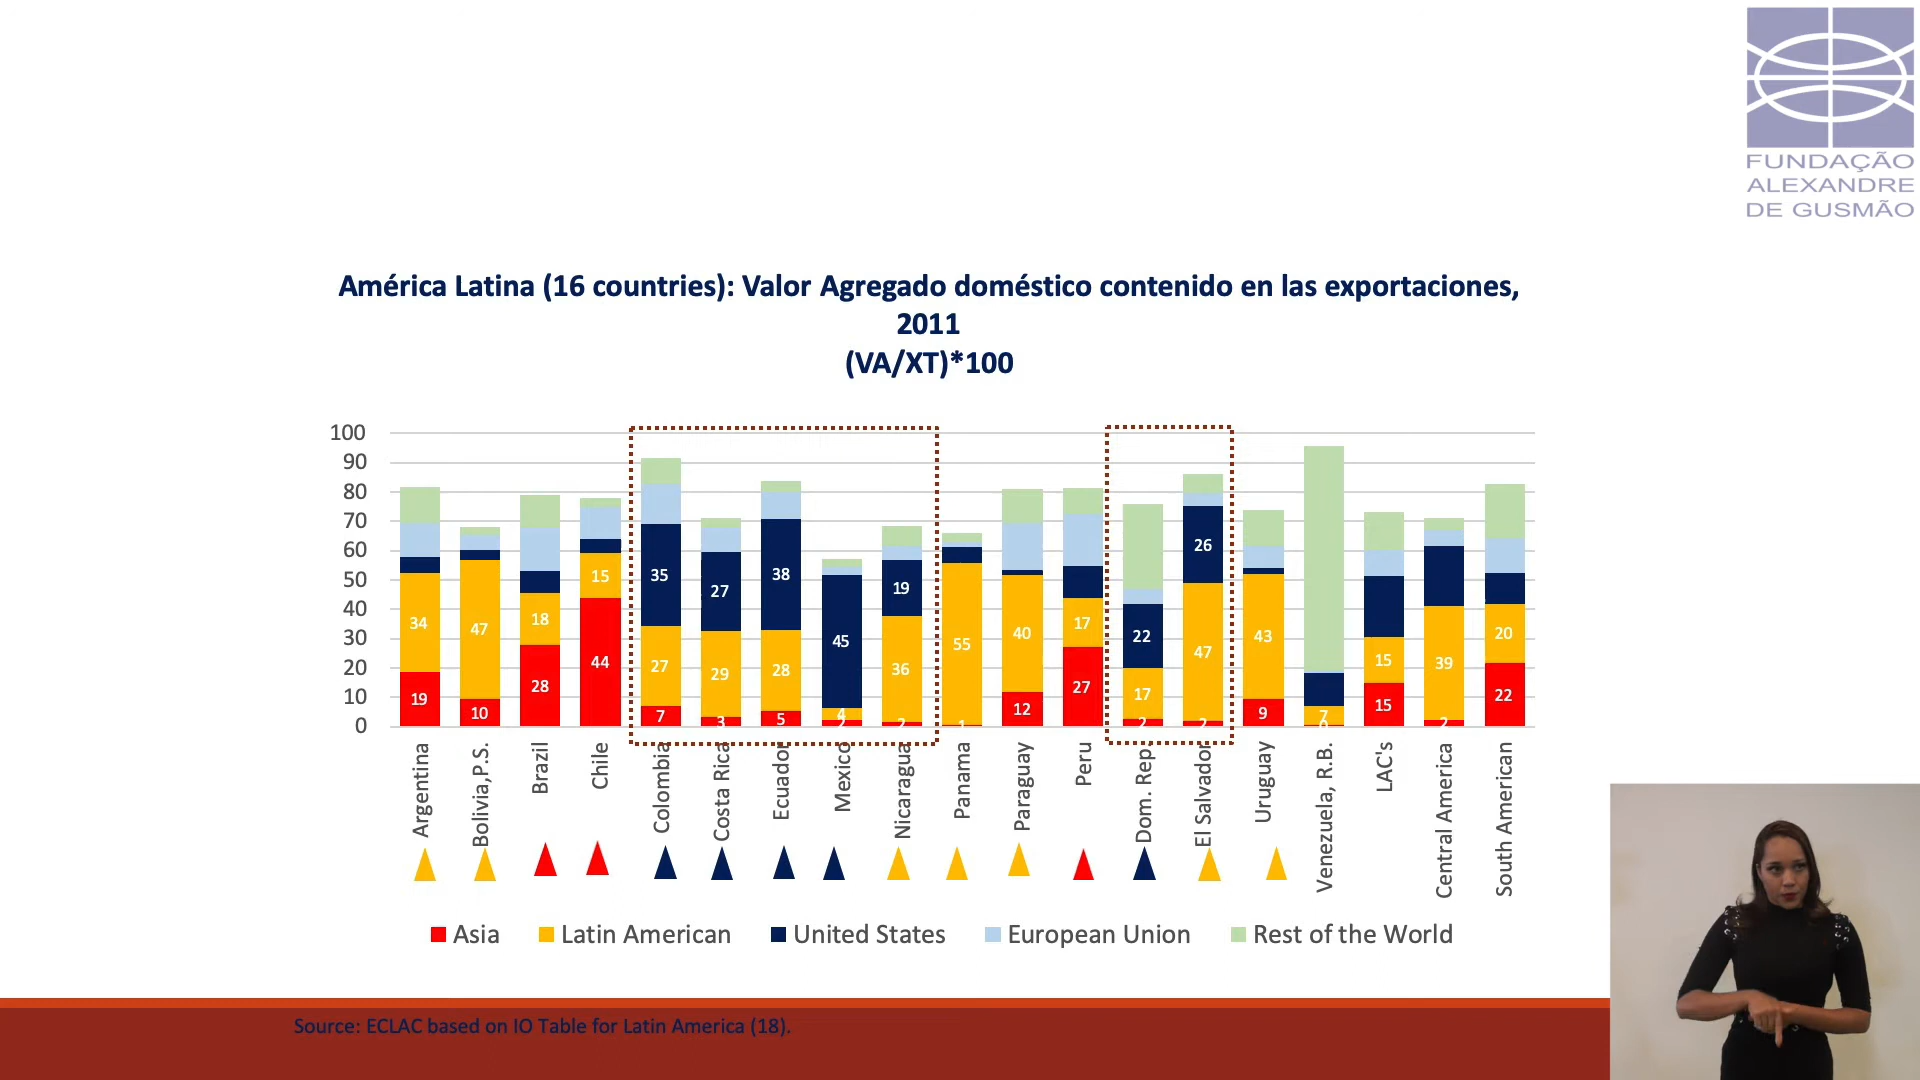 FUNDAÇÃO
ALEXANDRE
DE GUSMÃO
América Latina (16 countries): Valor Agregado doméstico contenido en las exportaciones,
2011
(VA/XT)*100
100
90
80
70
60
50
40
30
20
10
0
19
34
10
47
28
18
44
15
7
27
35
3
29
27
5
28
38
2
4
45
2
36
19
1
55
12
40
27
17
2
17
22
2
47
26
9
43
0
7
15
15
2
39
22
20
Argentina
Bolivia,P.S.
Brazil
Chile
Colombia
Costa Rica
Ecuador
Mexico
Nicaragua
Panama
Paraguay
Peru
Dom. Rep.
El Salvador
Uruguay
Venezuela, R.B.
LAC's
Central America
South American
Asia
Latin American
United States
European Union
Rest of the World
Source: ECLAC based on IO Table for Latin America (18).